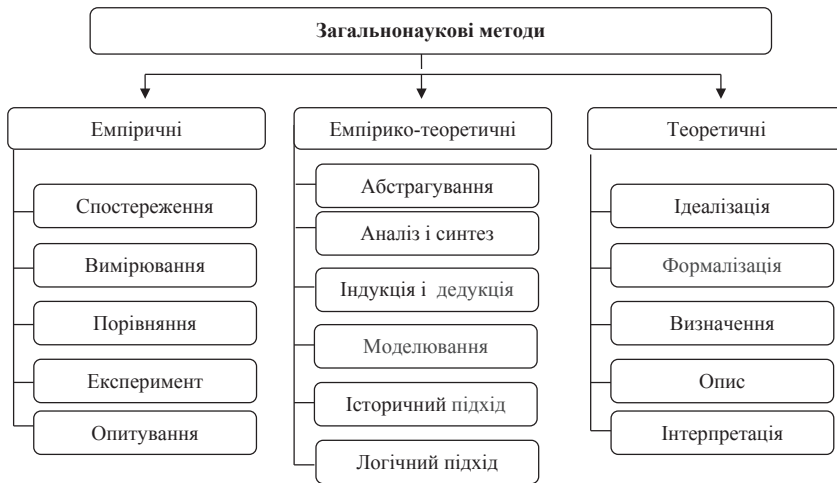 Загальнонаукові методи
Емпіричні
Спостереження
Вимірювання
Порівняння
Експеримент
Опитування
Емпірико-теоретичні
Абстрагування
Аналіз і синтез
Індукція і дедукція
Моделювання
Історичний підхід
Логічний підхід
Теоретичні
Ідеалізація
Формалізація
Визначення
Опис
Інтерпретація